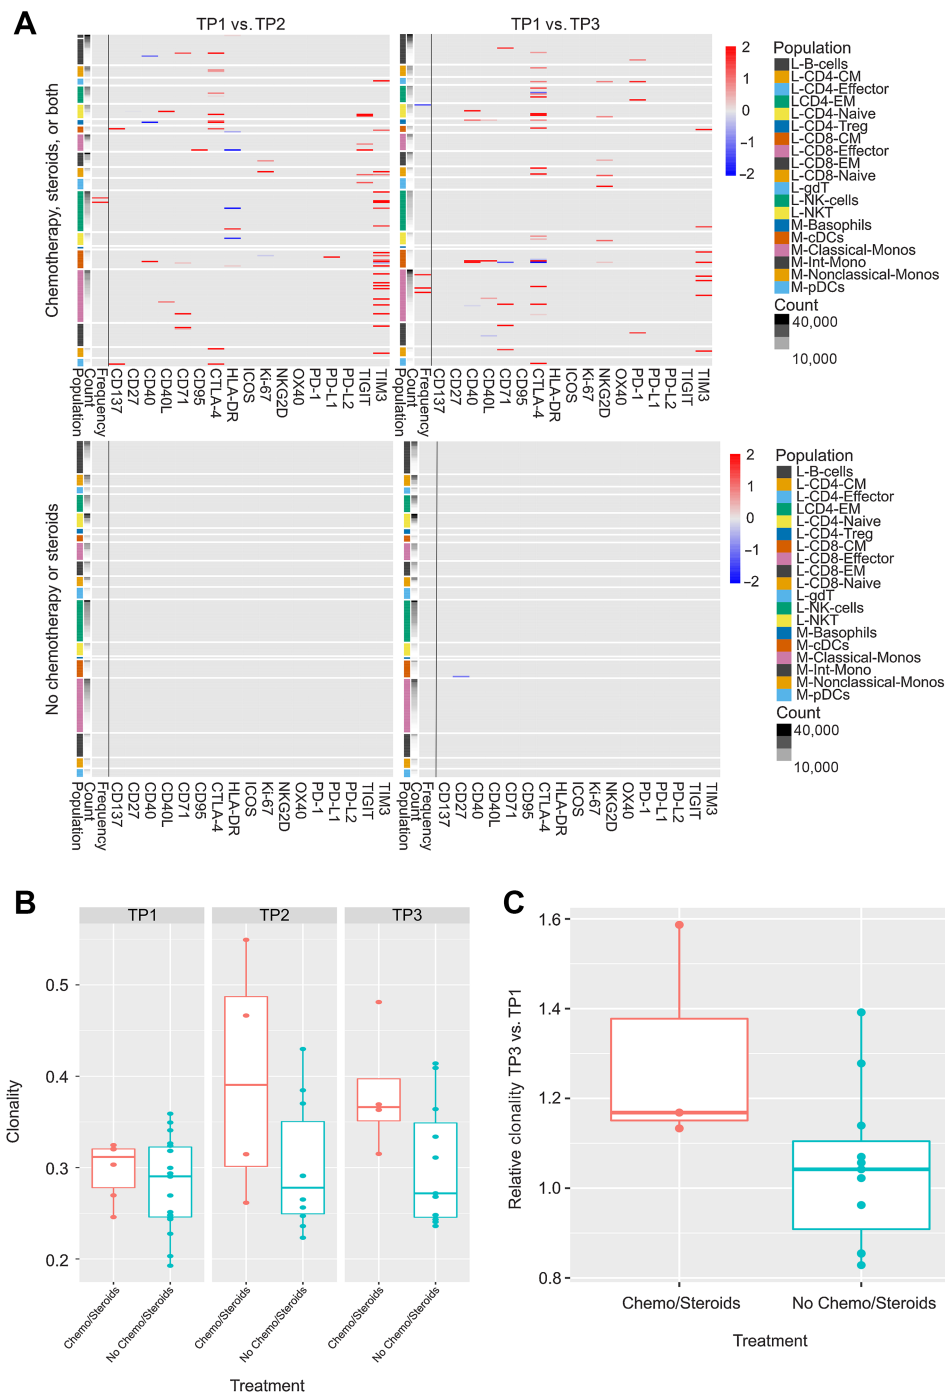 A
TP1 vs. TP2
TP1 vs. TP3
Chemotherapy, steroids, or both
2
1
0
−1
−2
Population
L-B-cells
L-CD4-CM
L-CD4-Effector
LCD4-EM
L-CD4-Naive
L-CD4-Treg
L-CD8-CM
L-CD8-Effector
L-CD8-EM
L-CD8-Naive
L-gdT
L-NK-cells
L-NKT
M-Basophils
M-cDCs
M-Classical-Monos
M-Int-Mono
M-Nonclassical-Monos
M-pDCs
Count
40,000
10,000
Population
Count
Frequency
CD137
CD27
CD40
CD40L
CD71
CD95
CTLA-4
HLA-DR
ICOS
Ki-67
NKG2D
OX40
PD-1
PD-L1
PD-L2
TIGIT
TIM3
Population
Count
Frequency
CD137
CD27
CD40
CD40L
CD71
CD95
CTLA-4
HLA-DR
ICOS
Ki-67
NKG2D
OX40
PD-1
PD-L1
PD-L2
TIGIT
TIM3
No chemotherapy or steroids
2
1
0
−1
−2
Population
L-B-cells
L-CD4-CM
L-CD4-Effector
LCD4-EM
L-CD4-Naive
L-CD4-Treg
L-CD8-CM
L-CD8-Effector
L-CD8-EM
L-CD8-Naive
L-gdT
L-NK-cells
L-NKT
M-Basophils
M-cDCs
M-Classical-Monos
M-Int-Mono
M-Nonclassical-Monos
M-pDCs
Count
40,000
10,000
Population
Count
Frequency
CD137
CD27
CD40
CD40L
CD71
CD95
CTLA-4
HLA-DR
ICOS
Ki-67
NKG2D
OX40
PD-1
PD-L1
PD-L2
TIGIT
TIM3
Population
Count
Frequency
CD137
CD27
CD40
CD40L
CD71
CD95
CTLA-4
HLA-DR
ICOS
Ki-67
NKG2D
OX40
PD-1
PD-L1
PD-L2
TIGIT
TIM3
B
TP1
TP2
TP3
Clonality
0.5
0.4
0.3
0.2
Chemo/Steroids
No Chemo/Steroids
Chemo/Steroids
No Chemo/Steroids
Chemo/Steroids
No Chemo/Steroids
Treatment
C
Relative clonality TP3 vs. TP1
1.6
1.4
1.2
1.0
0.8
Chemo/Steroids
No Chemo/Steroids
Treatment